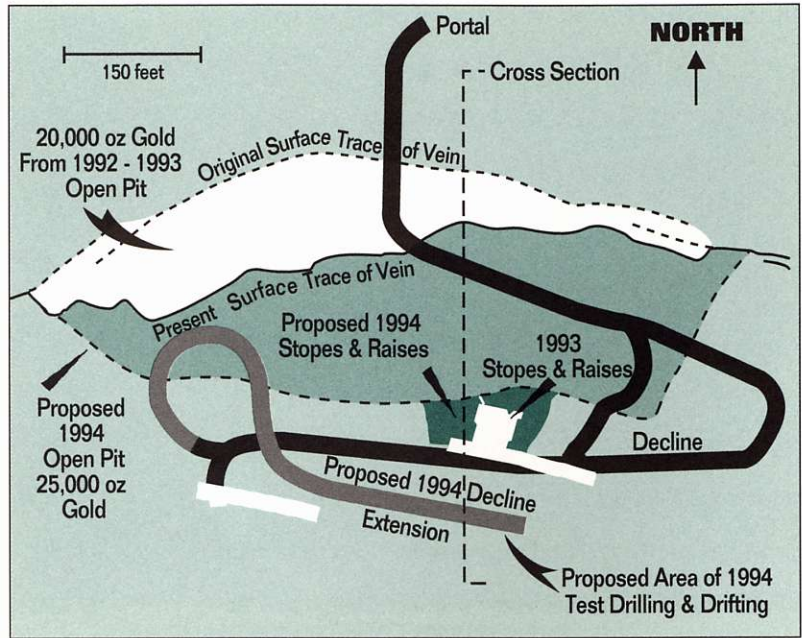 Portal
NORTH
150 feet
Cross Section
20,000 oz Gold
From 1992 - 1993
Open Pit
Original Surface Trace of Vein
Present Surface Trace of Vein
Proposed 1994
Stopes & Raises
1993
Stopes & Raises
Proposed
1994
Open Pit
25,000 oz
Gold
Decline
Proposed 1994 Decline
Extension
Proposed Area of 1994
Test Drilling & Drifting